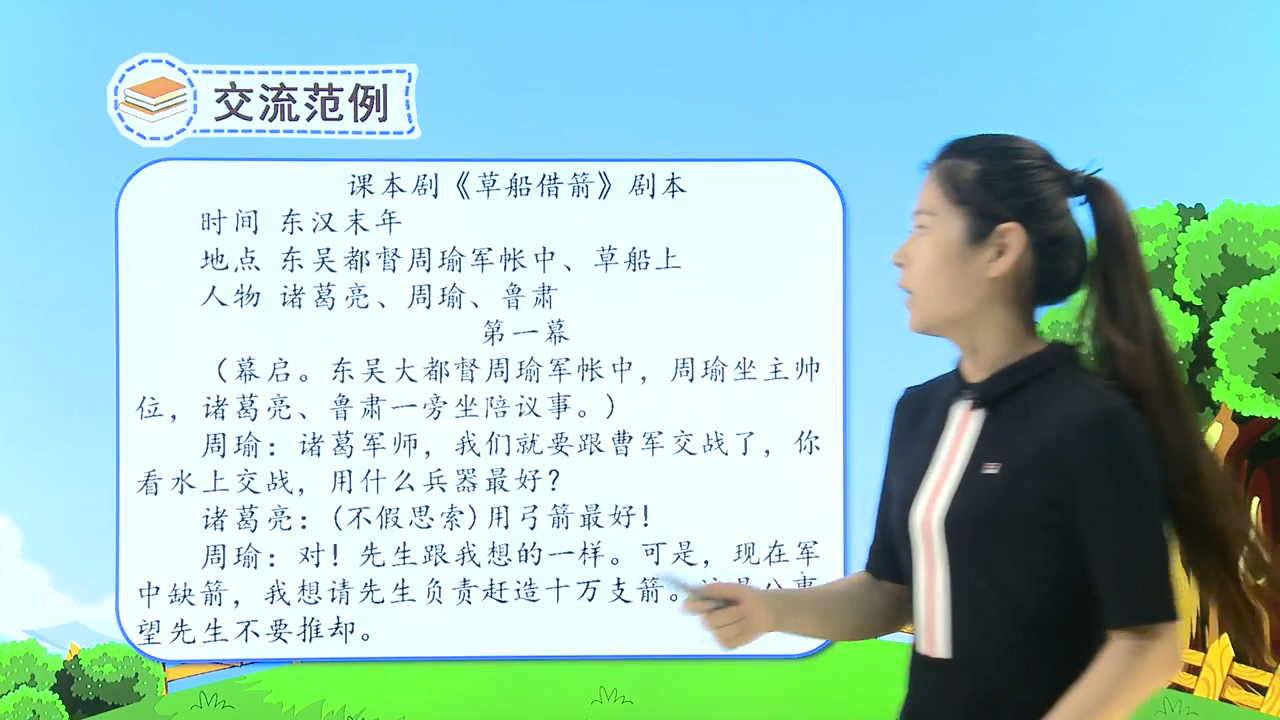 交流范例
课本剧《草船借箭》剧本
时间 东汉末年
地点 东吴都督周瑜军帐中、草船上
人物 诸葛亮、周瑜、鲁肃
第一幕
（幕启。东吴大都督周瑜军帐中，周瑜坐主帅
位，诸葛亮、鲁肃一旁坐陪议事。）
周瑜：诸葛军师，我们就要跟曹军交战了，你
看水上交战，用什么兵器最好？
诸葛亮：(不假思索)用弓箭最好！
周瑜：对！先生跟我想的一样。可是，现在军
中缺箭，我想请先生负责赶造十万支箭。
望先生不要推却。